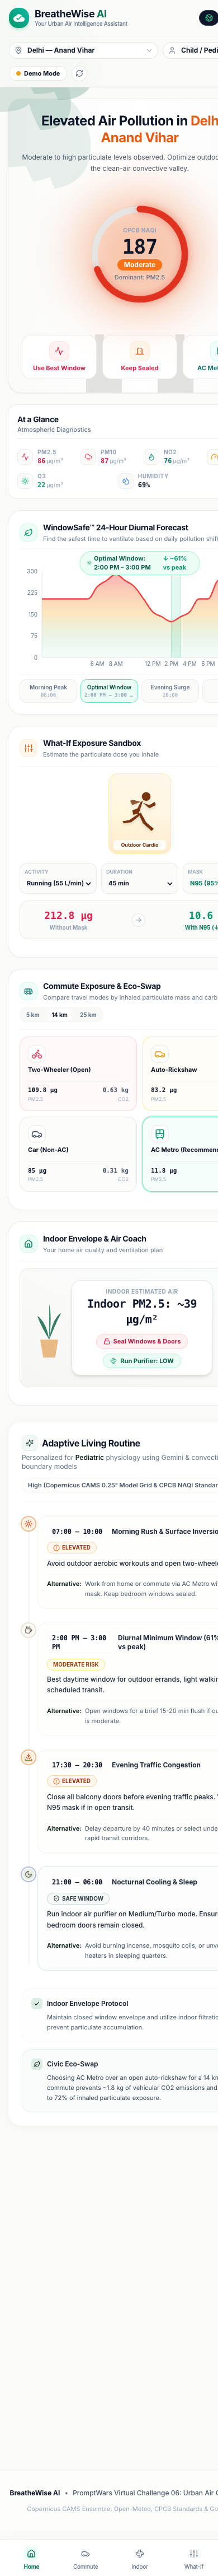 BreatheWise AI
Your Urban Air Intelligence Assistant
Delhi — Anand Vihar
Child / Pedi
Demo Mode
Elevated Air Pollution in Delh
Anand Vihar
Moderate to high particulate levels observed. Optimize outdo
the clean-air convective valley.
CPCB NAQI
187
Moderate
Dominant: PM2.5
Use Best Window
Keep Sealed
AC Met
At a Glance
Atmospheric Diagnostics
PM2.5
86 µg/m³
PM10
87 µg/m³
NO2
76 µg/m³
O3
22 µg/m³
HUMIDITY
69%
WindowSafe™ 24-Hour Diurnal Forecast
Find the safest time to ventilate based on daily pollution shift
Optimal Window:
2:00 PM – 3:00 PM
↓ ~61%
vs peak
300
225
150
75
0
6 AM
8 AM
12 PM
2 PM
4 PM
6 PM
Morning Peak
Optimal Window
2:00 PM – 3:00 …
Evening Surge
What-If Exposure Sandbox
Estimate the particulate dose you inhale
Outdoor Cardio
ACTIVITY
Running (55 L/min)
DURATION
45 min
MASK
N95 (95%
212.8 µg
Without Mask
10.6
With N95 (↓
Commute Exposure & Eco-Swap
Compare travel modes by inhaled particulate mass and carb
5 km
14 km
25 km
Two-Wheeler (Open)
109.8 µg
0.63 kg
PM2.5
CO2
Auto-Rickshaw
83.2 µg
PM2.5
Car (Non-AC)
85 µg
0.31 kg
PM2.5
CO2
AC Metro (Recommend
11.8 µg
PM2.5
Indoor Envelope & Air Coach
Your home air quality and ventilation plan
INDOOR ESTIMATED AIR
Indoor PM2.5: ~39
µg/m³
Seal Windows & Doors
Run Purifier: LOW
Adaptive Living Routine
Personalized for Pediatric physiology using Gemini & convecti
boundary models
High (Copernicus CAMS 0.25° Model Grid & CPCB NAQI Standar
07:00 – 10:00
Morning Rush & Surface Inversio
ELEVATED
Avoid outdoor aerobic workouts and open two-wheele
Alternative:
Work from home or commute via AC Metro wi
mask. Keep bedroom windows sealed.
2:00 PM – 3:00
PM
Diurnal Minimum Window (61%
vs peak)
MODERATE RISK
Best daytime window for outdoor errands, light walkin
scheduled transit.
Alternative:
Open windows for a brief 15-20 min flush if ou
is moderate.
17:30 – 20:30
Evening Traffic Congestion
ELEVATED
Close all balcony doors before evening traffic peaks.
N95 mask if in open transit.
Alternative:
Delay departure by 40 minutes or select under
rapid transit corridors.
21:00 – 06:00
Nocturnal Cooling & Sleep
SAFE WINDOW
Run indoor air purifier on Medium/Turbo mode. Ensur
bedroom doors remain closed.
Alternative:
Avoid burning incense, mosquito coils, or unve
heaters in sleeping quarters.
Indoor Envelope Protocol
Maintain closed window envelope and utilize indoor filtration
prevent particulate accumulation.
Civic Eco-Swap
Choosing AC Metro over an open auto-rickshaw for a 14 km
commute prevents ~1.8 kg of vehicular CO2 emissions and
to 72% of inhaled particulate exposure.
BreatheWise AI • PromptWars Virtual Challenge 06: Urban Air Q
Copernicus CAMS Ensemble, Open-Meteo, CPCB Standards & Go
Home
Commute
Indoor
What-If